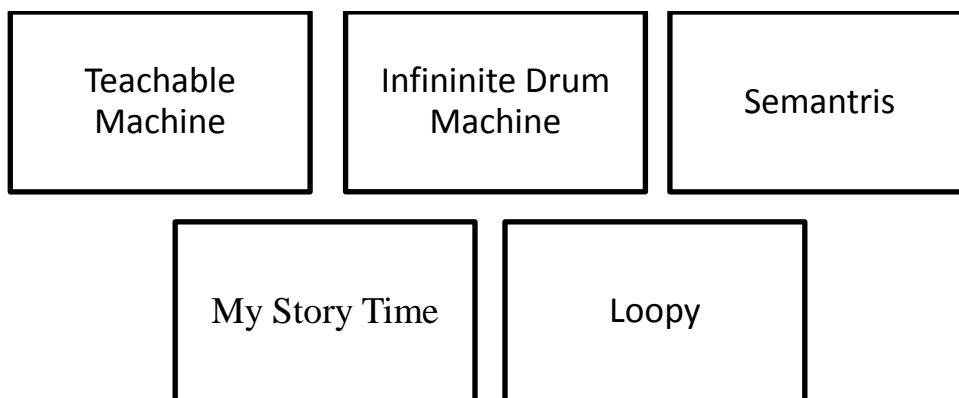 Teachable
Machine
Infininite Drum
Machine
Semantris
My Story Time
Loopy